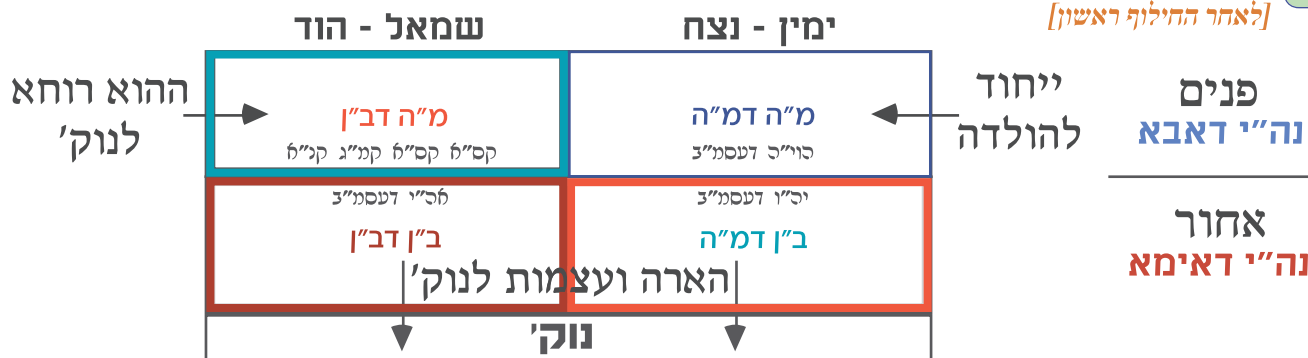 [לאחר החילוף ראשון]
ימין - נצח
שמאל - הוד
פנים
נה"י דאבא
ייחוד
להולדה
מ"ה דמ"ה
הוי"ה דעסמ"ב
מ"ה דב"ן
קס"א קס"א קמ"ג קנ"א
ההוא רוחא
לנוק'
אחור
נה"י דאימא
יה"ו דעסמ"ב
ב"ן דמ"ה
אה"י דעסמ"ב
ב"ן דב"ן
הארה ועצמות לנוק'
נוק'